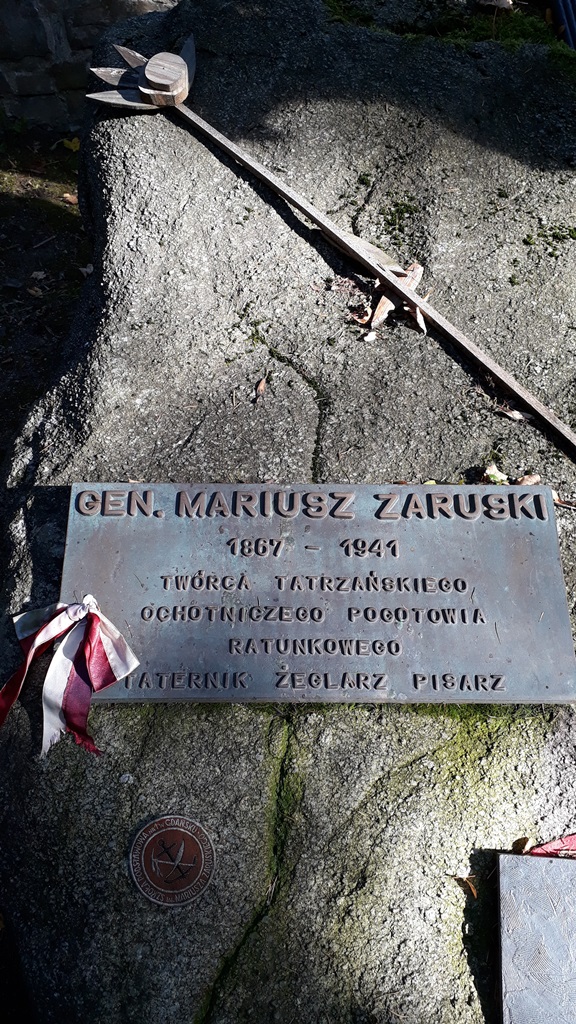 GEN. MARIUSZ ZARUSKI
1867 - 1941
TWÓRCA TATRZAŃSKIEGO
OCHOTNICZEGO POGOTOWIA
RATUNKOWEGO
TATERNIK ŻEGLARZ PISARZ